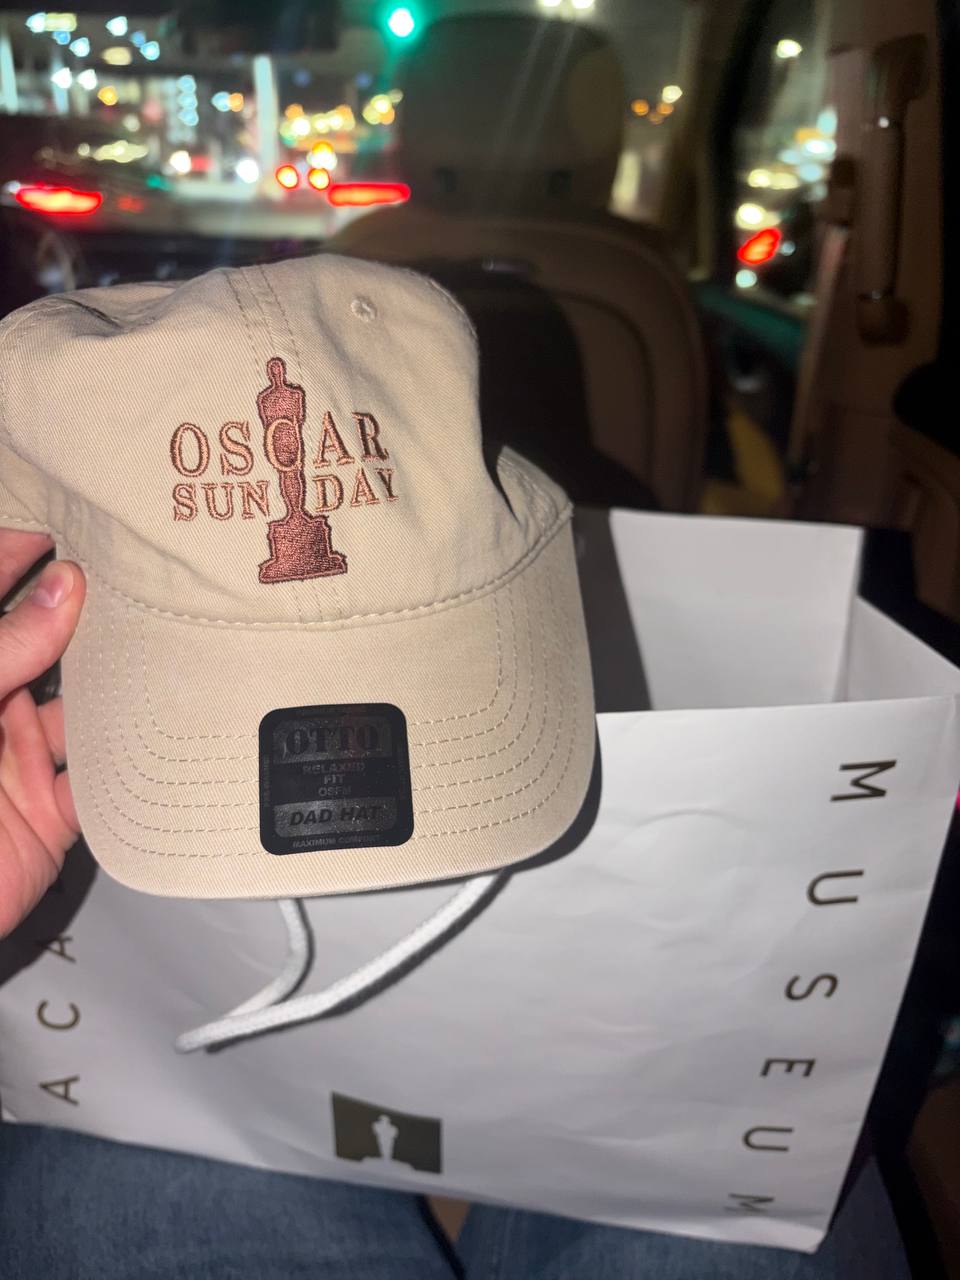 OSCAR
SUNDAY
OTTO
RELAXED
FIT
OSFM
DAD HAT
MAXIMUM COMFORT
ACA
MUSEUM